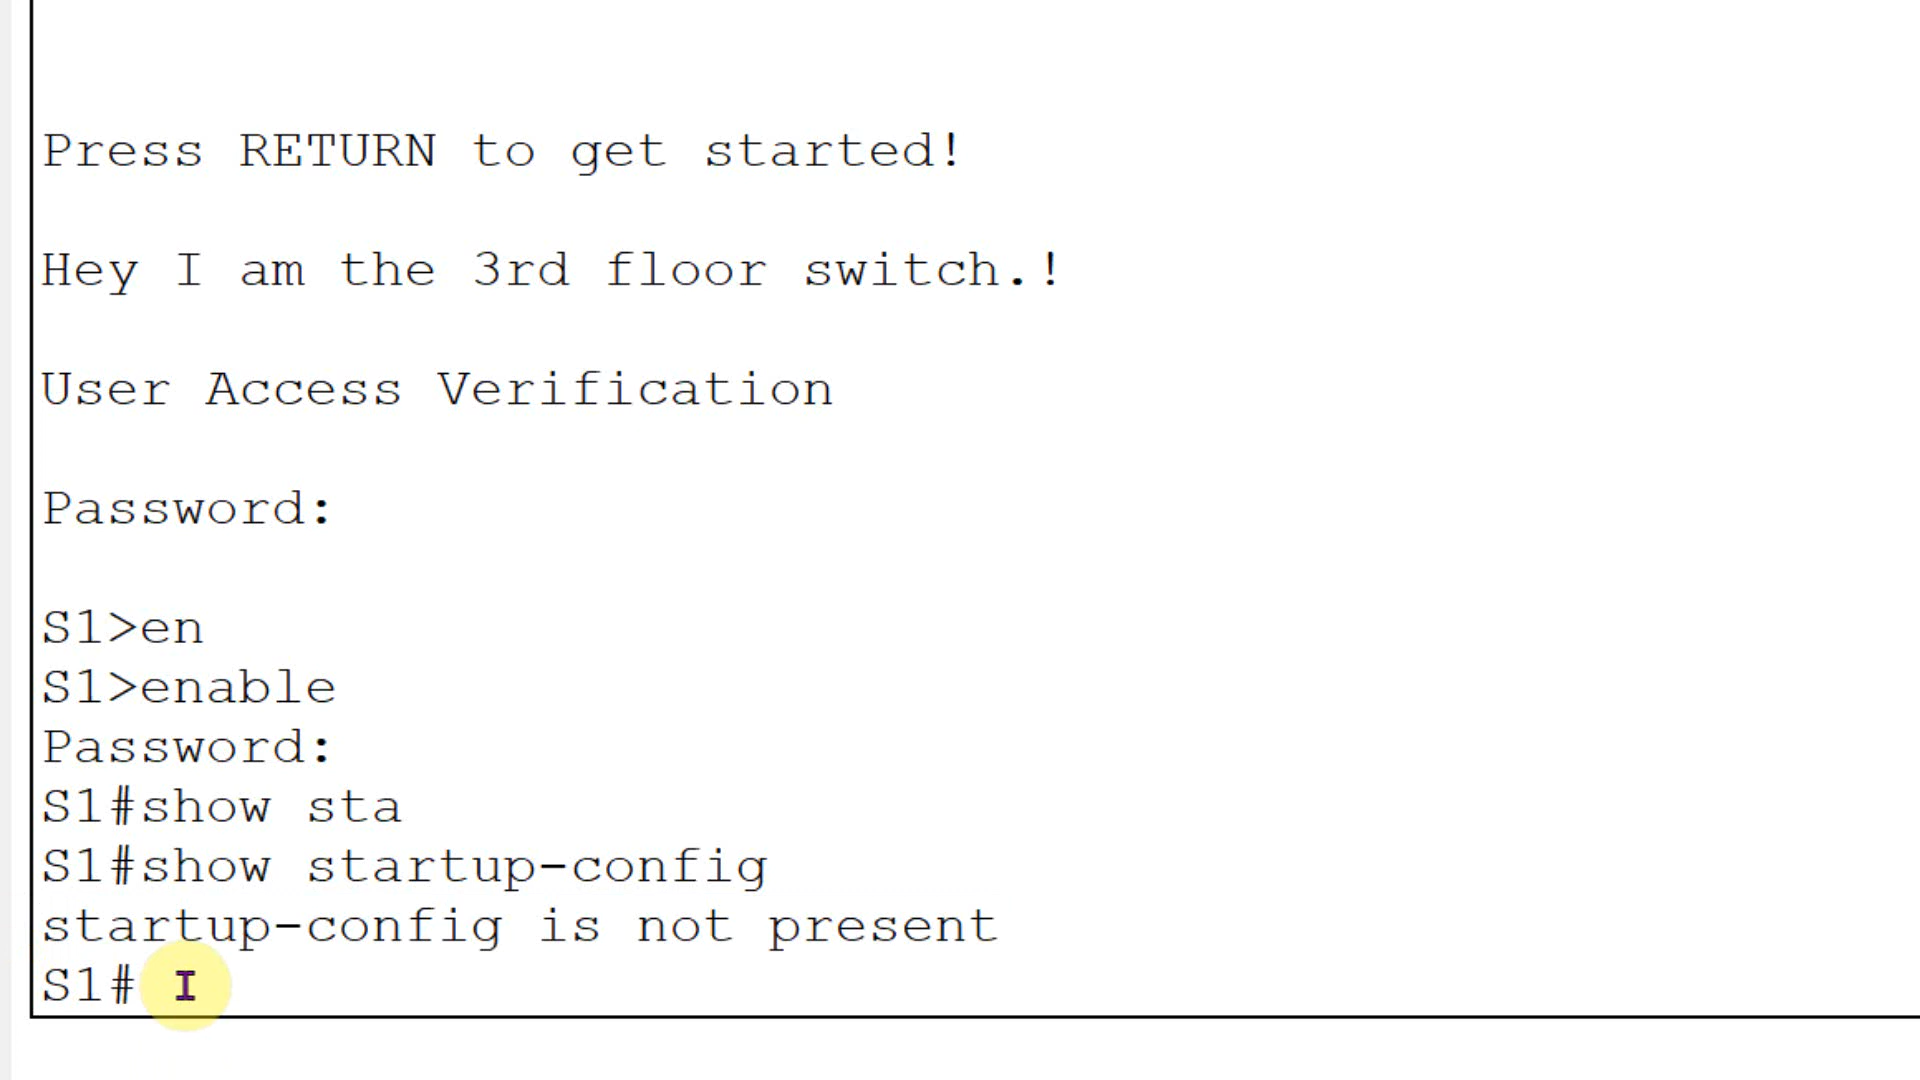 Press RETURN to get started!
Hey I am the 3rd floor switch.!
User Access Verification
Password:
S1>en
S1>enable
Password:
S1#show sta
S1#show startup-config
startup-config is not present
S1#